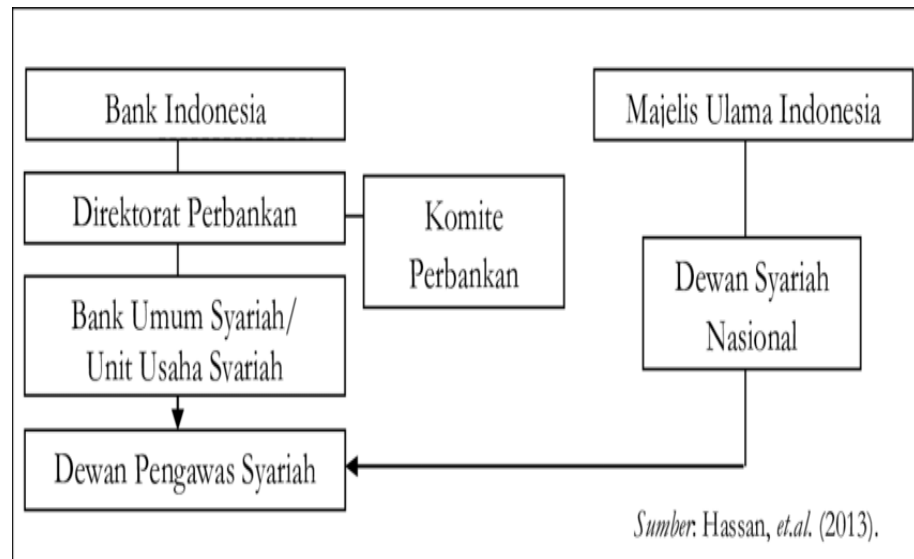 Bank Indonesia
Majelis Ulama Indonesia
Direktorat Perbankan
Komite
Perbankan
Dewan Syariah
Nasional
Bank Umum Syariah/
Unit Usaha Svariah
Dewan Pengawas Syariah
Sumber: Hassan, et.al. (2013).